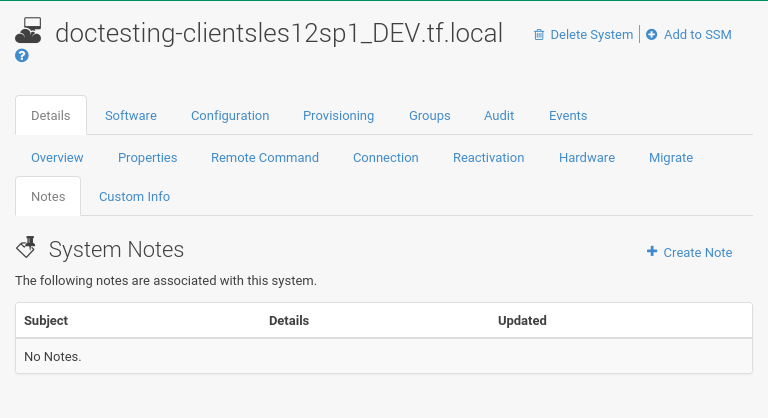 doctesting-clientsles12sp1_DEV.tf.local Delete System Add to SSM
?
Details Software Configuration Provisioning Groups Audit Events
Overview Properties Remote Command Connection Reactivation Hardware Migrate
Notes Custom Info
System Notes + Create Note
The following notes are associated with this system.
Subject Details Updated
No Notes.